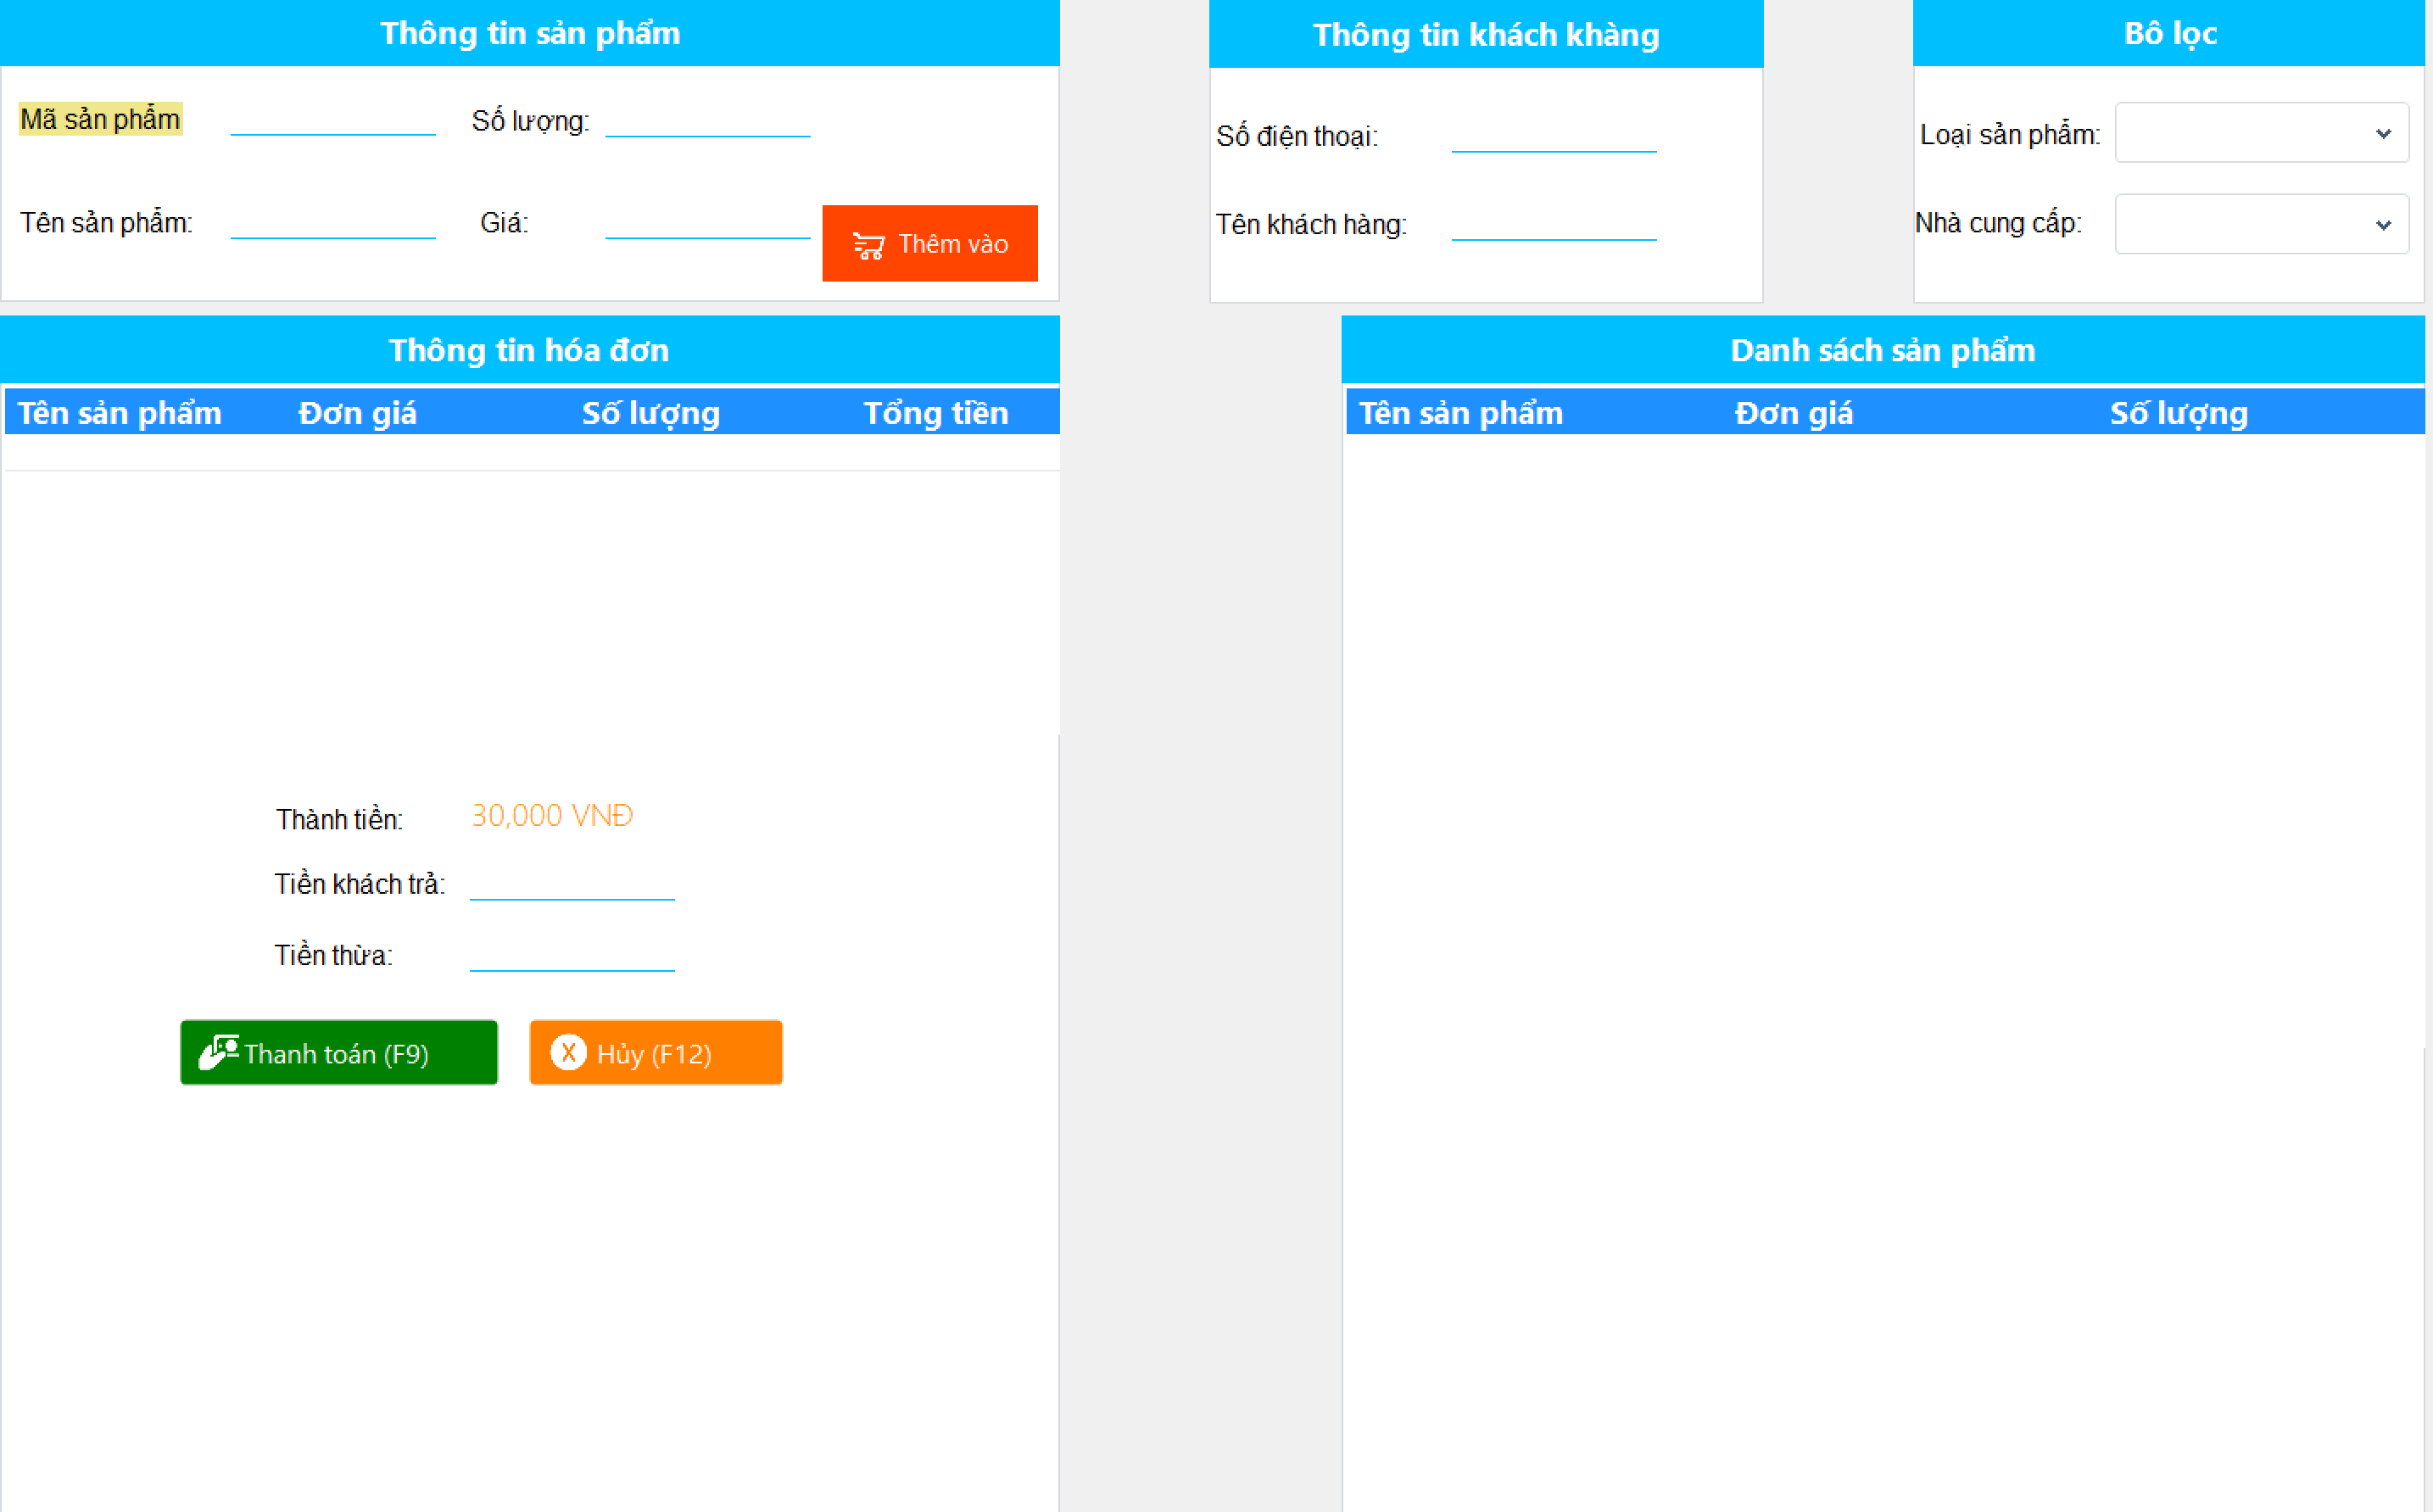 Thông tin sản phẩm
Mã sản phẩm
Số lượng:
Tên sản phẩm:
Giá:
Thêm vào
Thông tin khách khàng
Số điện thoại:
Tên khách hàng:
Bô lọc
Loại sản phẩm:
Nhà cung cấp:
Thông tin hóa đơn
Tên sản phẩm Đơn giá Số lượng Tổng tiền
Thành tiền: 30,000 VNĐ
Tiền khách trả:
Tiền thừa:
Thanh toán (F9)
X Hủy (F12)
Danh sách sản phẩm
Tên sản phẩm Đơn giá Số lượng